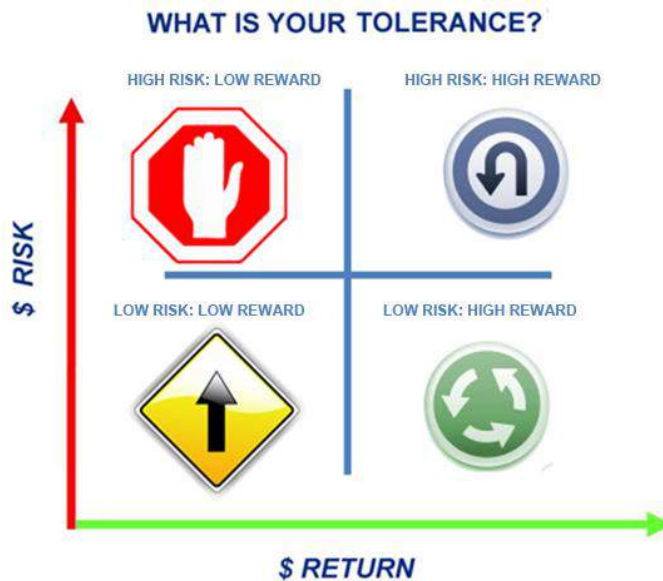 WHAT IS YOUR TOLERANCE?
HIGH RISK: LOW REWARD
HIGH RISK: HIGH REWARD
$ RISK
LOW RISK: LOW REWARD
LOW RISK: HIGH REWARD
$ RETURN